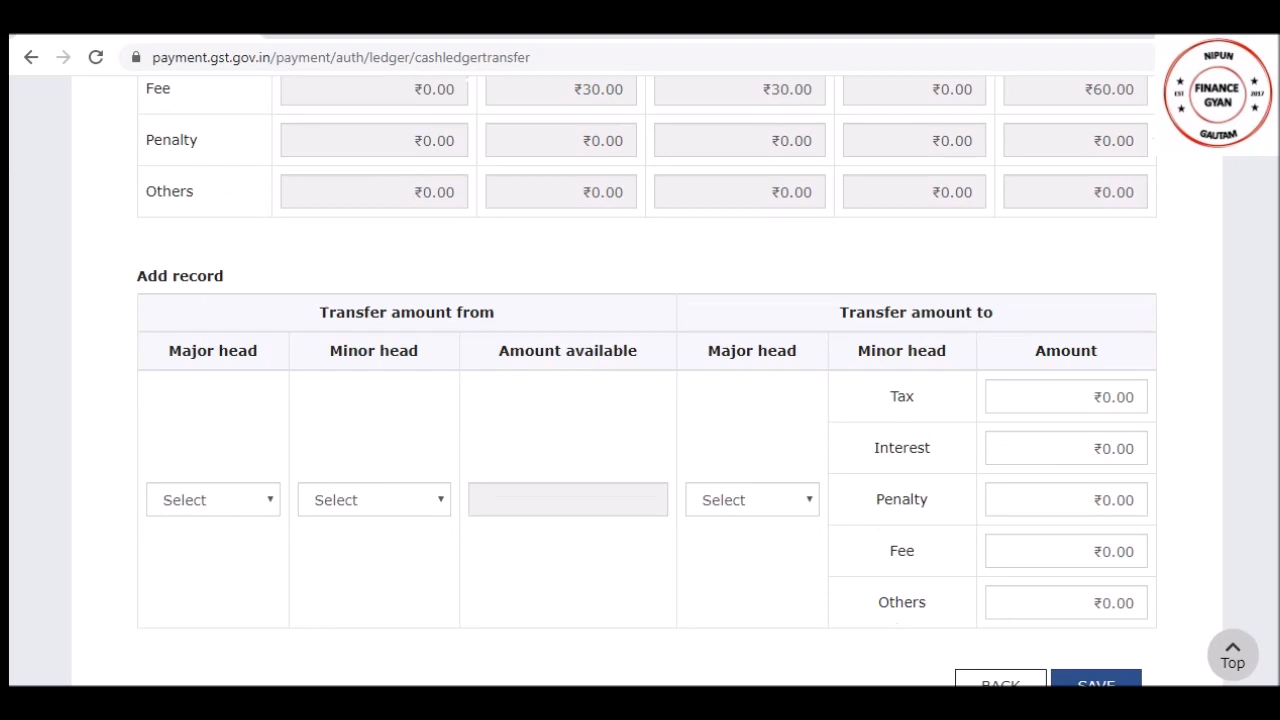 payment.gst.gov.in/payment/auth/ledger/cashledgertransfer
NIPUN
EST FINANCE 2017
GYAN
GAUTAM
Fee ₹0.00 ₹30.00 ₹30.00 ₹0.00 ₹60.00
Penalty ₹0.00 ₹0.00 ₹0.00 ₹0.00 ₹0.00
Others ₹0.00 ₹0.00 ₹0.00 ₹0.00 ₹0.00
Add record
Transfer amount from Transfer amount to
Major head Minor head Amount available Major head Minor head Amount
Tax ₹0.00
Interest ₹0.00
Select Select Select Penalty ₹0.00
Fee ₹0.00
Others ₹0.00
Top
BACK SAVE